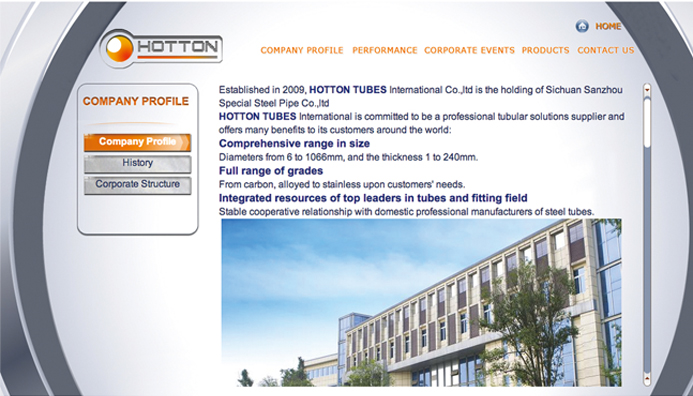 HOTTON
HOME
COMPANY PROFILE PERFORMANCE CORPORATE EVENTS PRODUCTS CONTACT US
COMPANY PROFILE
Company Profile
History
Corporate Structure
Established in 2009, HOTTON TUBES International Co.,ltd is the holding of Sichuan Sanzhou
Special Steel Pipe Co.,ltd
HOTTON TUBES International is committed to be a professional tubular solutions supplier and
offers many benefits to its customers around the world:
Comprehensive range in size
Diameters from 6 to 1066mm, and the thickness 1 to 240mm.
Full range of grades
From carbon, alloyed to stainless upon customers' needs.
Integrated resources of top leaders in tubes and fitting field
Stable cooperative relationship with domestic professional manufacturers of steel tubes.